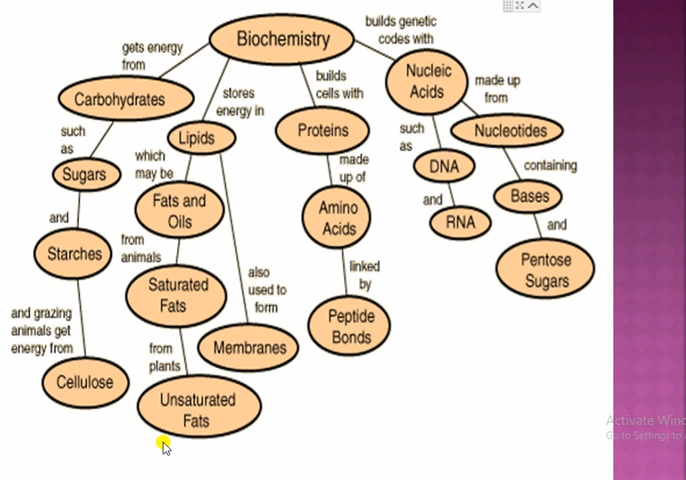 Biochemistry
builds genetic
codes with
gets energy
from
Carbohydrates
stores
energy in
builds
cells with
Nucleic
Acids
made up
from
such
as
Lipids
Proteins
such
as
Nucleotides
Sugars
which
may be
made
up of
DNA
containing
and
Fats and
Oils
Amino
Acids
and
RNA
Bases
and
Starches
from
animals
Saturated
Fats
also
used to
form
linked
by
Pentose
Sugars
and grazing
animals get
energy from
from
plants
Membranes
Peptide
Bonds
Cellulose
Unsaturated
Fats
Activate Wind
Go to Settings to